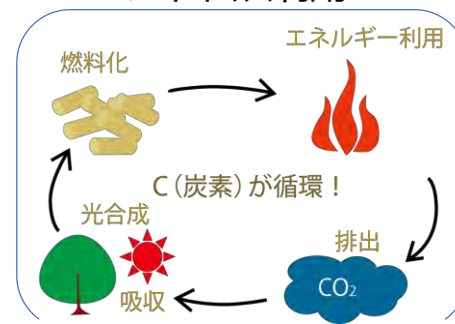 エネルギー利用
燃料化
C(炭素)が循環!
光合成
排出
CO₂
吸収